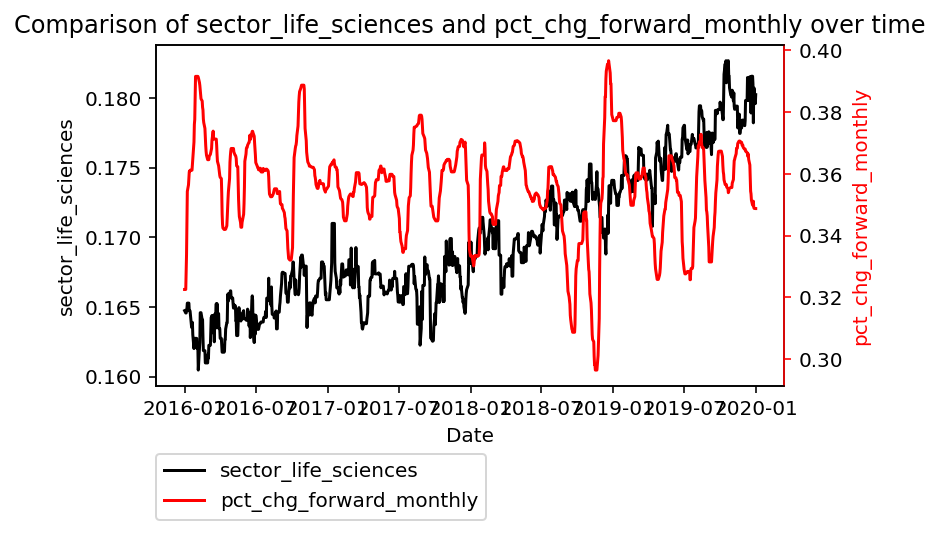 Comparison of sector_life_sciences and pct_chg_forward_monthly over time
0.180
0.175
0.170
0.165
0.160
sector_life_sciences
0.40
0.38
0.36
0.34
0.32
0.30
pct_chg_forward_monthly
2016-01 2016-07 2017-01 2017-07 2018-01 2018-07 2019-01 2019-07 2020-01
Date
sector_life_sciences
pct_chg_forward_monthly